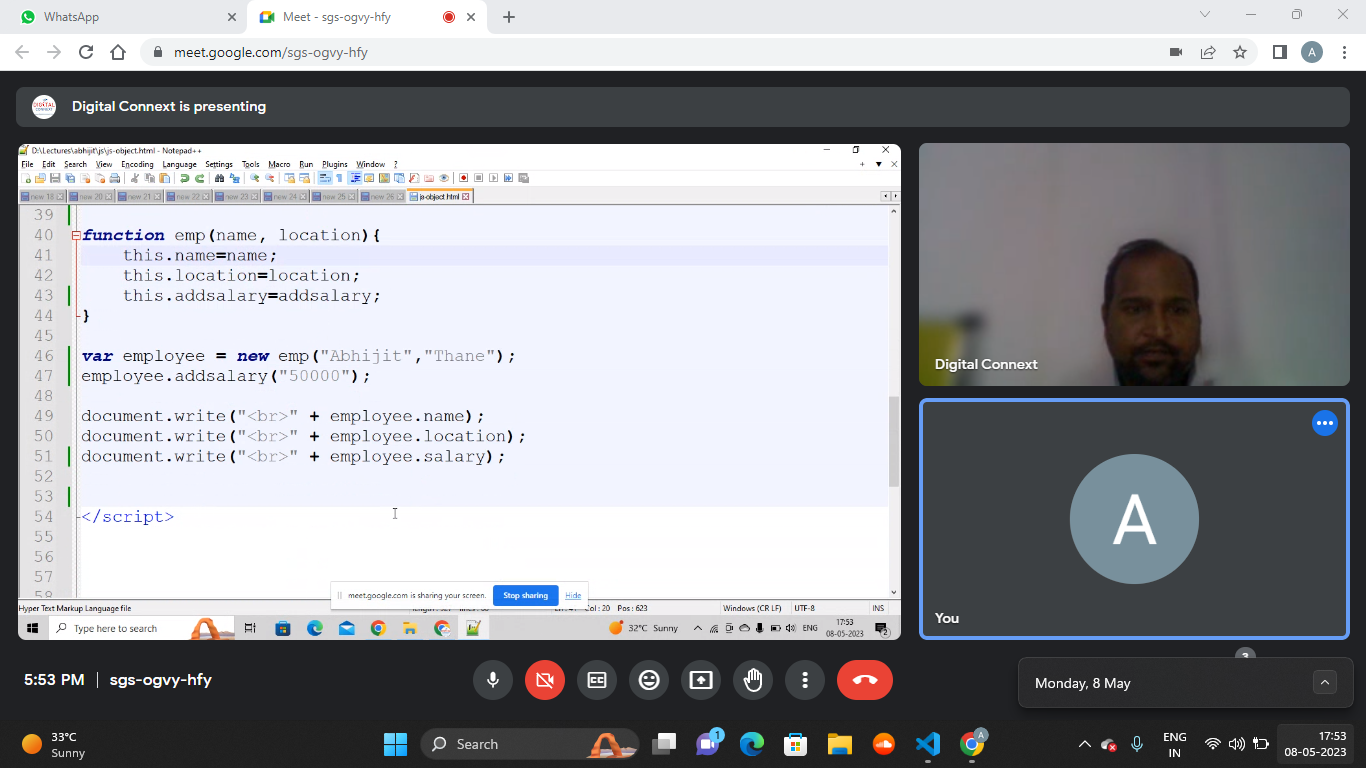 WhatsApp
Meet - sgs-ogvy-hfy
meet.google.com/sgs-ogvy-hfy
A
DIGITAL
Digital Connext is presenting
D:\Lectures\abhijit\js\js-object.html - Notepad++
File Edit Search View Encoding Language Settings Tools Macro Run Plugins Window ?
new 20 new 21 new 22 new 23 new 24 new 25 new 26 js-object html
39
40 function emp(name, location){
41 this.name=name;
42 this.location=location;
43 this.addsalary=addsalary;
44 }
45
46 var employee = new emp("Abhijit","Thane");
47 employee.addsalary("50000");
48
49 document.write("<br>" + employee.name);
50 document.write("<br>" + employee.location);
51 document.write("<br>" + employee.salary);
52
53
54 </script>
55
56
57
58
meet.google.com is sharing your screen. Stop sharing Hide
Hyper Text Markup Language file
Col : 20 Pos : 623 Windows (CR LF) UTF-8 INS
Type here to search
32°C Sunny
ENG
17:53
08-05-2023
2
Digital Connext
A
You
5:53 PM | sgs-ogvy-hfy
Monday, 8 May
33°C
Sunny
Search
1
A
ENG
IN
17:53
08-05-2023